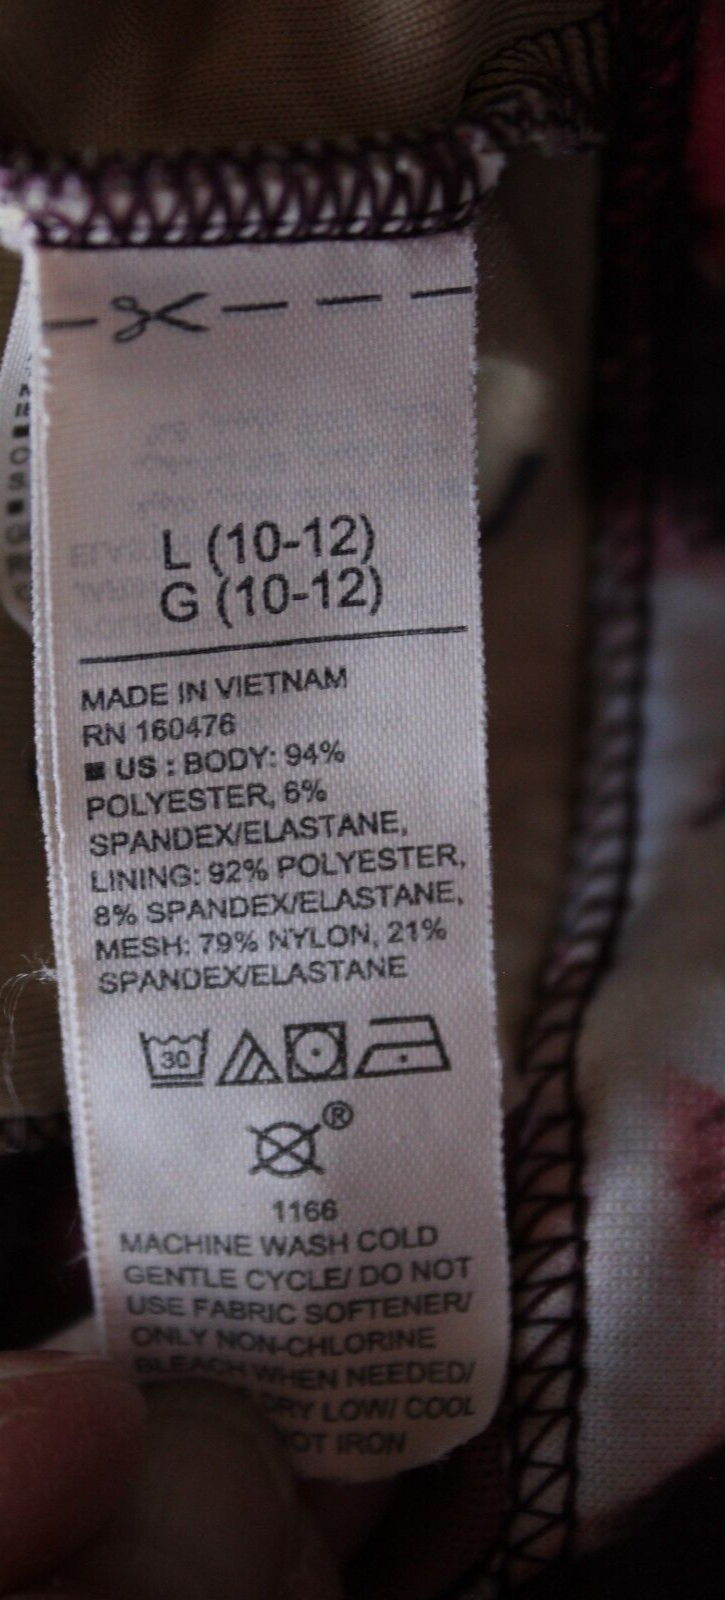 L (10-12)
G (10-12)
MADE IN VIETNAM
RN 160476
■ US : BODY: 94%
POLYESTER, 6%
SPANDEX/ELASTANE,
LINING: 92% POLYESTER,
8% SPANDEX/ELASTANE,
MESH: 79% NYLON, 21%
SPANDEX/ELASTANE
30
®
1166
MACHINE WASH COLD
GENTLE CYCLE/ DO NOT
USE FABRIC SOFTENER/
ONLY NON-CHLORINE
BLEACH WHEN NEEDED/
DRY LOW/ COOL
IRON